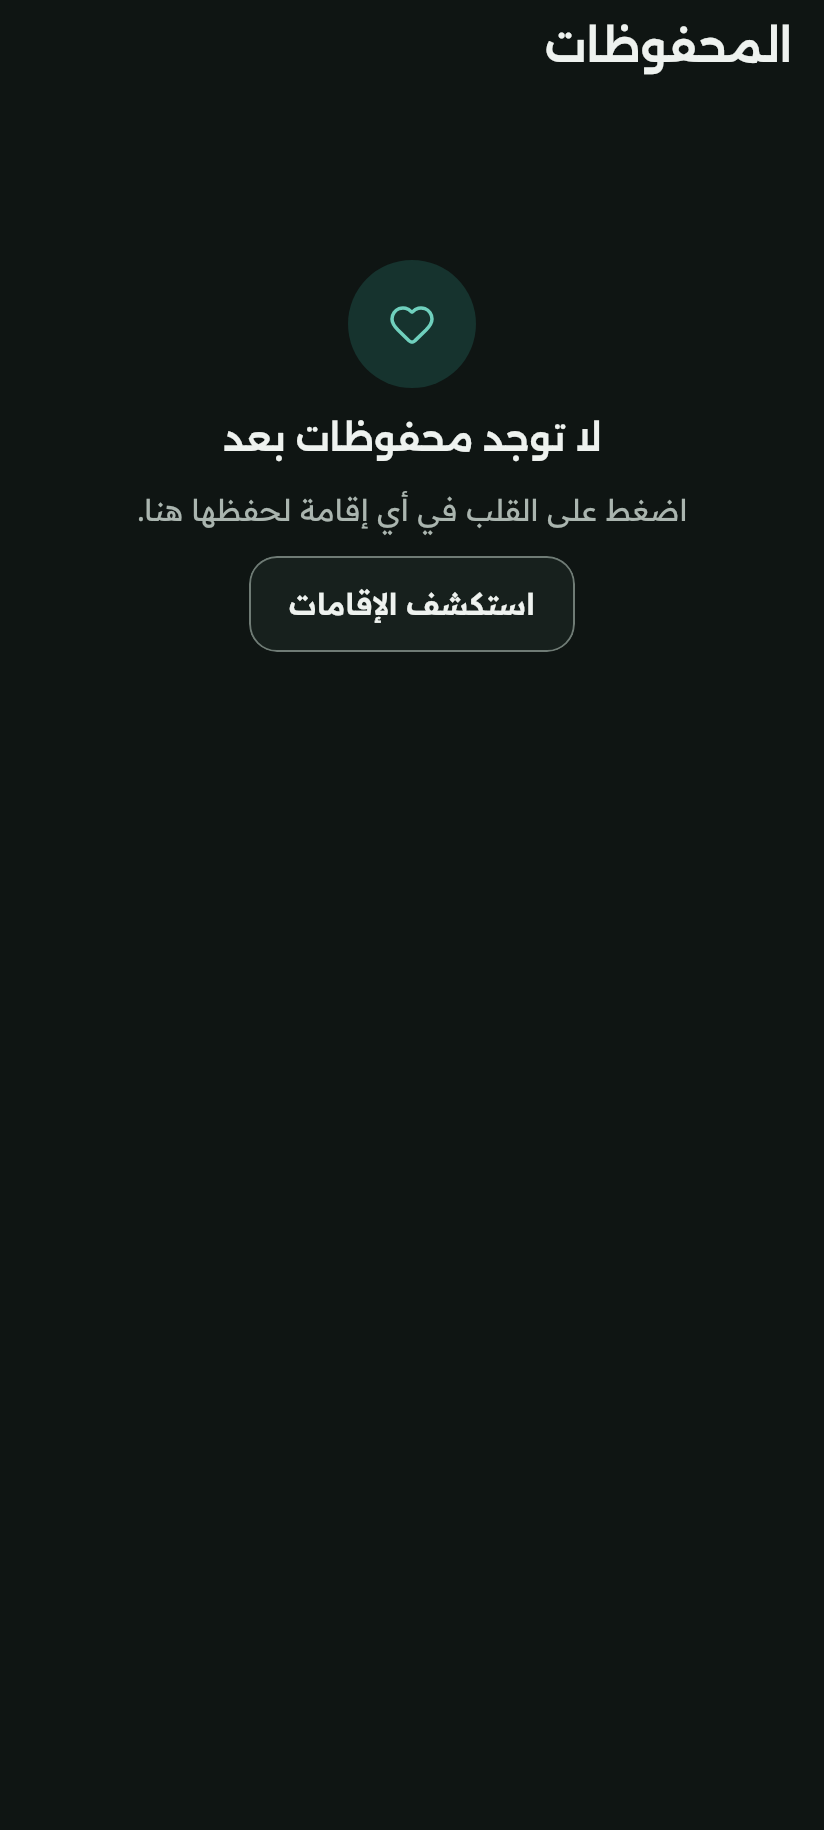 المحفوظات
لا توجد محفوظات بعد
اضغط على القلب في أي إقامة لحفظها هنا.
استكشف الإقامات